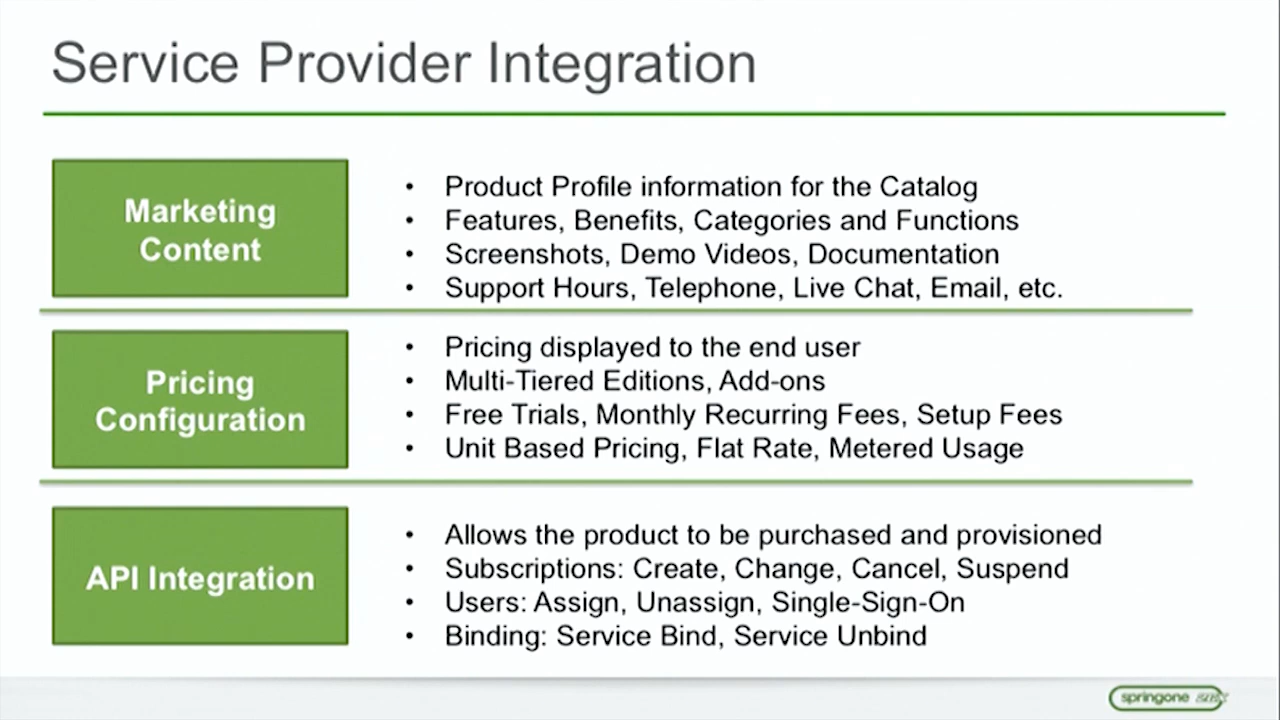 Service Provider Integration
Marketing
Content
• Product Profile information for the Catalog
• Features, Benefits, Categories and Functions
• Screenshots, Demo Videos, Documentation
• Support Hours, Telephone, Live Chat, Email, etc.
Pricing
Configuration
• Pricing displayed to the end user
• Multi-Tiered Editions, Add-ons
• Free Trials, Monthly Recurring Fees, Setup Fees
• Unit Based Pricing, Flat Rate, Metered Usage
API Integration
• Allows the product to be purchased and provisioned
• Subscriptions: Create, Change, Cancel, Suspend
• Users: Assign, Unassign, Single-Sign-On
• Binding: Service Bind, Service Unbind
springone